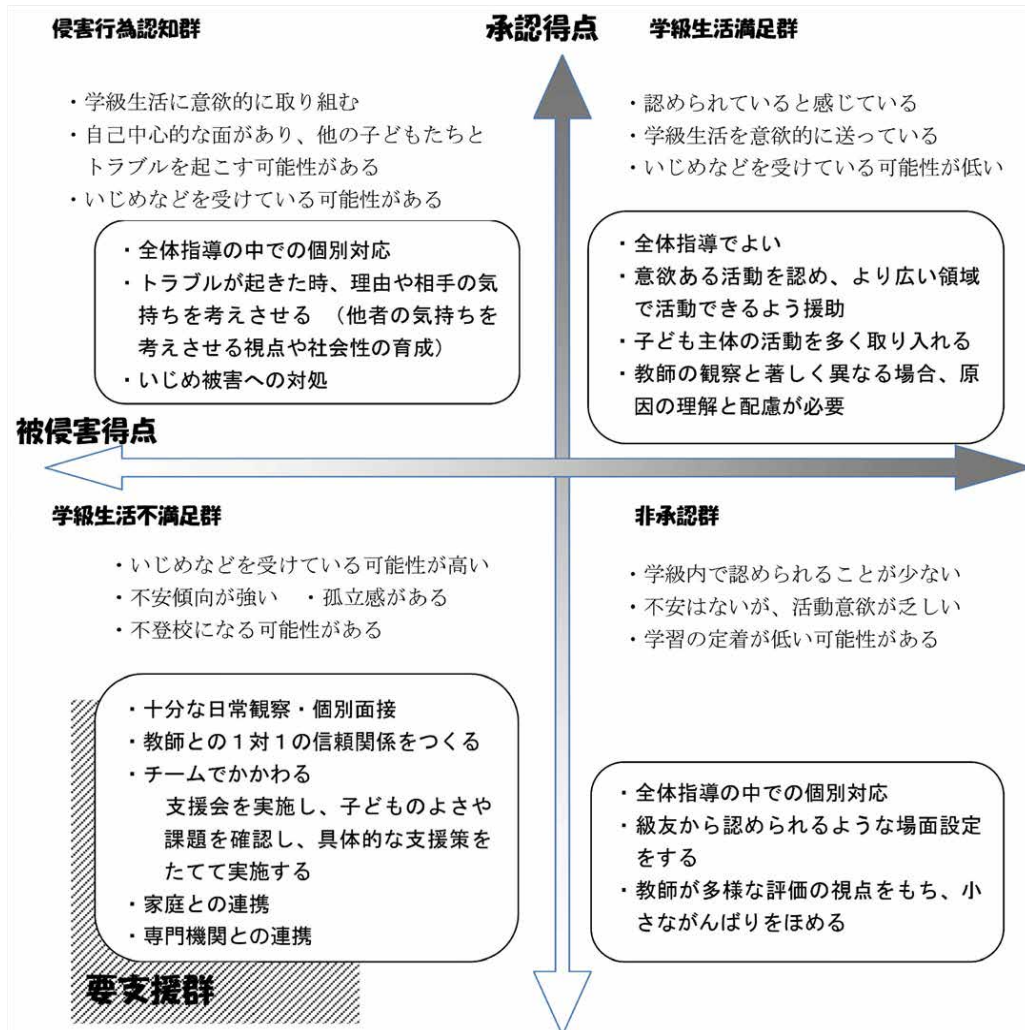 侵害行為認知群
承認得点
学級生活満足群
・学級生活に意欲的に取り組む
・自己中心的な面があり、他の子どもたちと
トラブルを起こす可能性がある
・いじめなどを受けている可能性がある
・認められていると感じている
・学級生活を意欲的に送っている
・いじめなどを受けている可能性が低い
・全体指導の中での個別対応
・トラブルが起きた時、理由や相手の気
持ちを考えさせる (他者の気持ちを
考えさせる視点や社会性の育成)
・いじめ被害への対処
・全体指導でよい
・意欲ある活動を認め、より広い領域
で活動できるよう援助
・子ども主体の活動を多く取り入れる
・教師の観察と著しく異なる場合、原
因の理解と配慮が必要
被侵害得点
学級生活不満足群
非承認群
・いじめなどを受けている可能性が高い
・不安傾向が強い ・孤立感がある
・不登校になる可能性がある
・学級内で認められることが少ない
・不安はないが、活動意欲が乏しい
・学習の定着が低い可能性がある
・十分な日常観察・個別面接
・教師との１対１の信頼関係をつくる
・チームでかかわる
支援会を実施し、子どものよさや
課題を確認し、具体的な支援策を
たてて実施する
・家庭との連携
・専門機関との連携
・全体指導の中での個別対応
・級友から認められるような場面設定
をする
・教師が多様な評価の視点をもち、小
さながんばりをほめる
要支援群